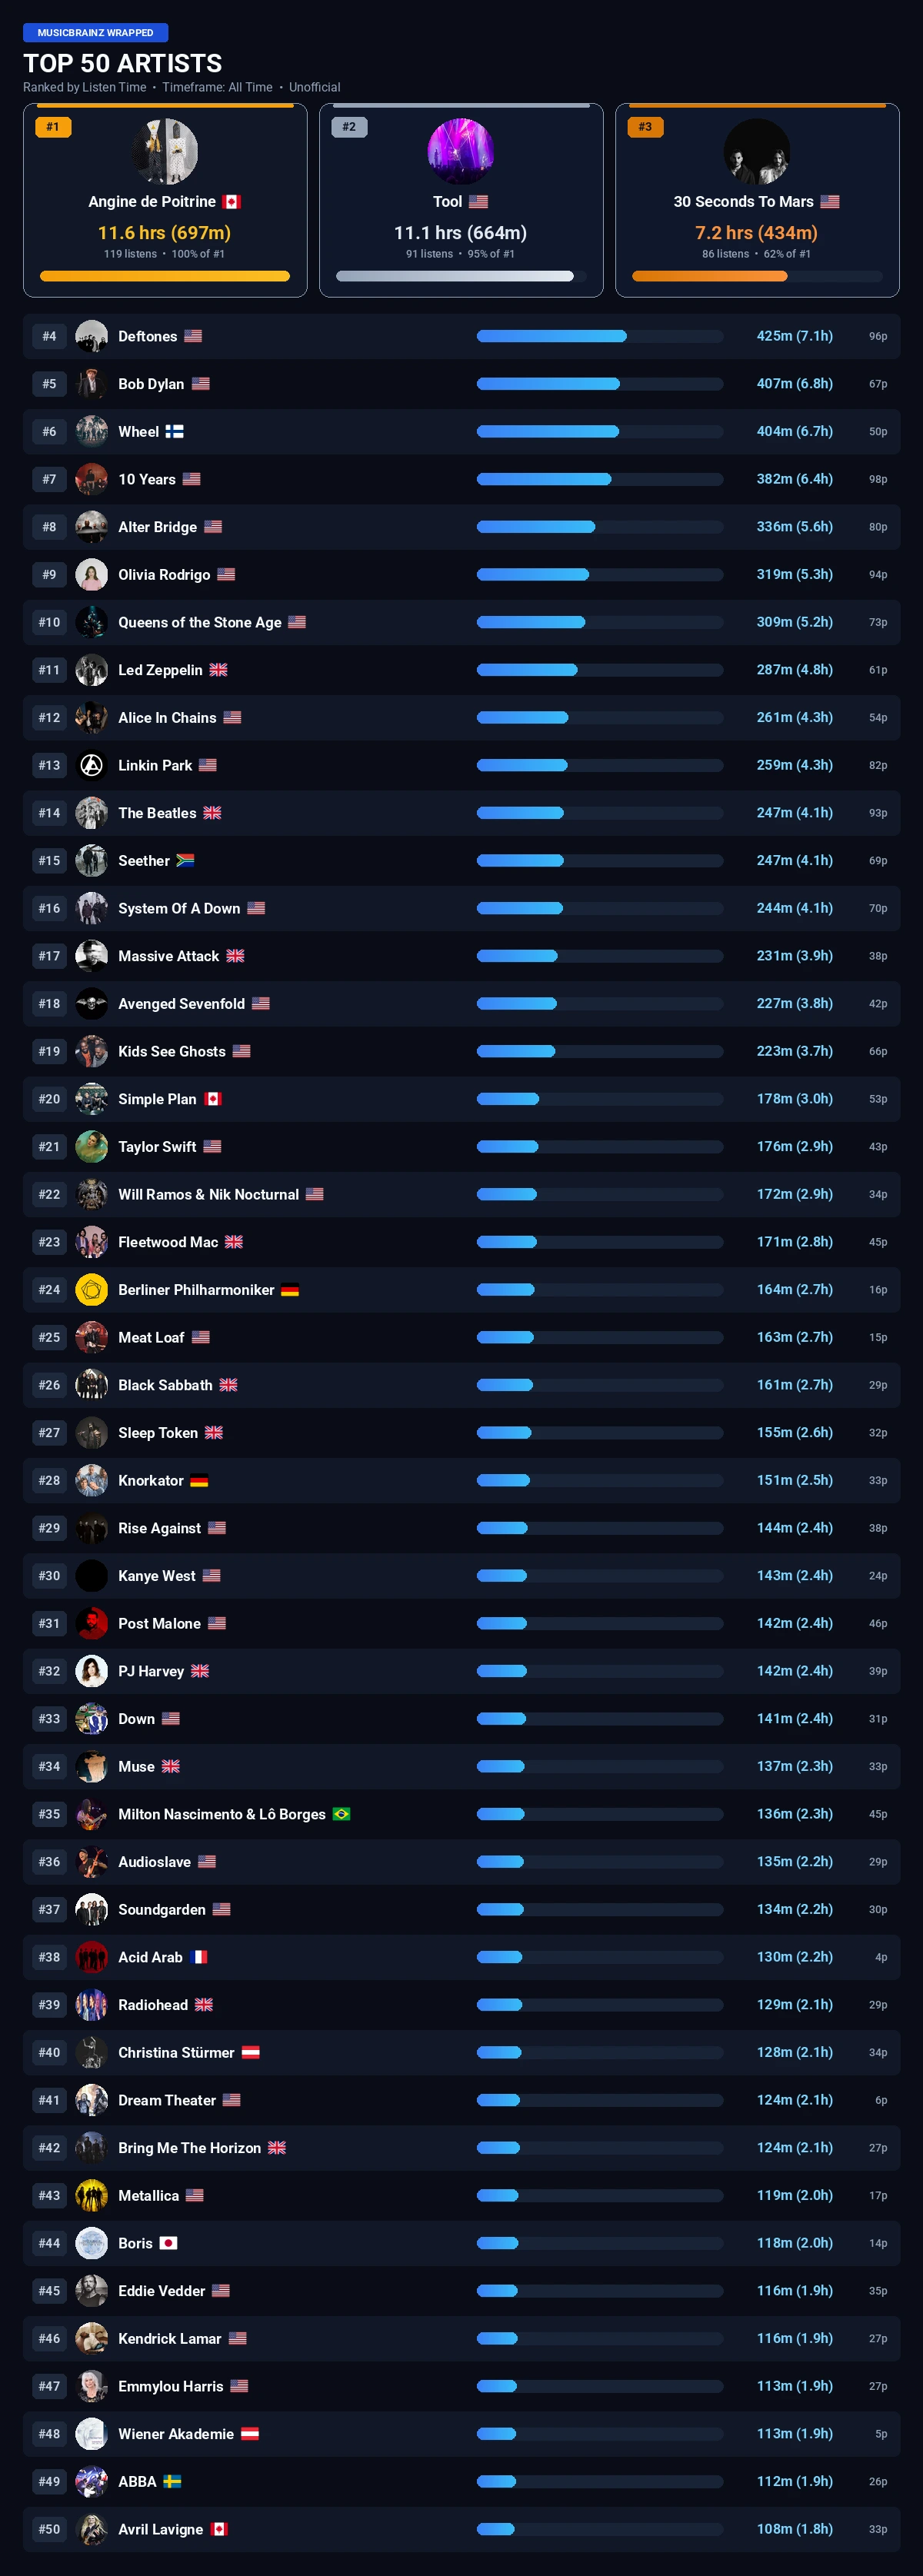 MUSICBRAINZ WRAPPED
TOP 50 ARTISTS
Ranked by Listen Time • Timeframe: All Time • Unofficial
#1
Angine de Poitrine
11.6 hrs (697m)
119 listens • 100% of #1
#2
Tool
11.1 hrs (664m)
91 listens • 95% of #1
#3
30 Seconds To Mars
7.2 hrs (434m)
86 listens • 62% of #1
#4 Deftones 425m (7.1h) 96p
#5 Bob Dylan 407m (6.8h) 67p
#6 Wheel 404m (6.7h) 50p
#7 10 Years 382m (6.4h) 98p
#8 Alter Bridge 336m (5.6h) 80p
#9 Olivia Rodrigo 319m (5.3h) 94p
#10 Queens of the Stone Age 309m (5.2h) 73p
#11 Led Zeppelin 287m (4.8h) 61p
#12 Alice In Chains 261m (4.3h) 54p
#13 Linkin Park 259m (4.3h) 82p
#14 The Beatles 247m (4.1h) 93p
#15 Seether 247m (4.1h) 69p
#16 System Of A Down 244m (4.1h) 70p
#17 Massive Attack 231m (3.9h) 38p
#18 Avenged Sevenfold 227m (3.8h) 42p
#19 Kids See Ghosts 223m (3.7h) 66p
#20 Simple Plan 178m (3.0h) 53p
#21 Taylor Swift 176m (2.9h) 43p
#22 Will Ramos & Nik Nocturnal 172m (2.9h) 34p
#23 Fleetwood Mac 171m (2.8h) 45p
#24 Berliner Philharmoniker 164m (2.7h) 16p
#25 Meat Loaf 163m (2.7h) 15p
#26 Black Sabbath 161m (2.7h) 29p
#27 Sleep Token 155m (2.6h) 32p
#28 Knorkator 151m (2.5h) 33p
#29 Rise Against 144m (2.4h) 38p
#30 Kanye West 143m (2.4h) 24p
#31 Post Malone 142m (2.4h) 46p
#32 PJ Harvey 142m (2.4h) 39p
#33 Down 141m (2.4h) 31p
#34 Muse 137m (2.3h) 33p
#35 Milton Nascimento & Lô Borges 136m (2.3h) 45p
#36 Audioslave 135m (2.2h) 29p
#37 Soundgarden 134m (2.2h) 30p
#38 Acid Arab 130m (2.2h) 4p
#39 Radiohead 129m (2.1h) 29p
#40 Christina Stürmer 128m (2.1h) 34p
#41 Dream Theater 124m (2.1h) 6p
#42 Bring Me The Horizon 124m (2.1h) 27p
#43 Metallica 119m (2.0h) 17p
#44 Boris 118m (2.0h) 14p
#45 Eddie Vedder 116m (1.9h) 35p
#46 Kendrick Lamar 116m (1.9h) 27p
#47 Emmylou Harris 113m (1.9h) 27p
#48 Wiener Akademie 113m (1.9h) 5p
#49 ABBA 112m (1.9h) 26p
#50 Avril Lavigne 108m (1.8h) 33p